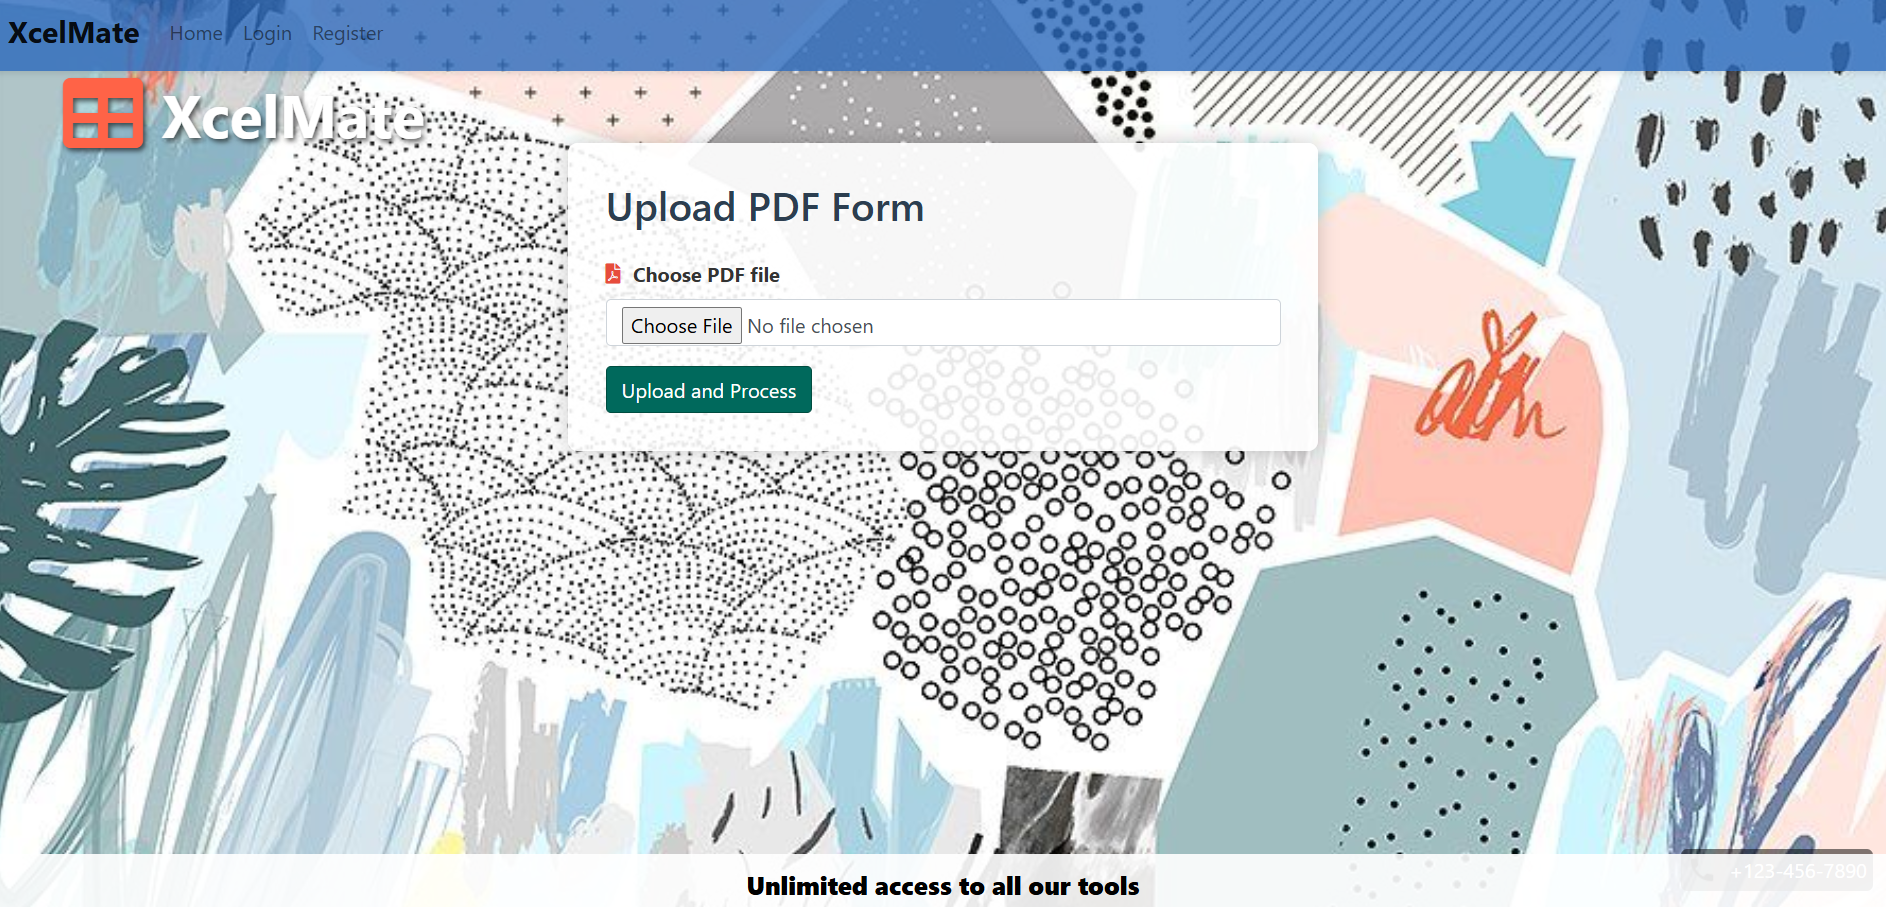 XcelMate Home Login Register
XcelMate
Upload PDF Form
Choose PDF file
Choose File No file chosen
Upload and Process
Unlimited access to all our tools
+123-456-7890